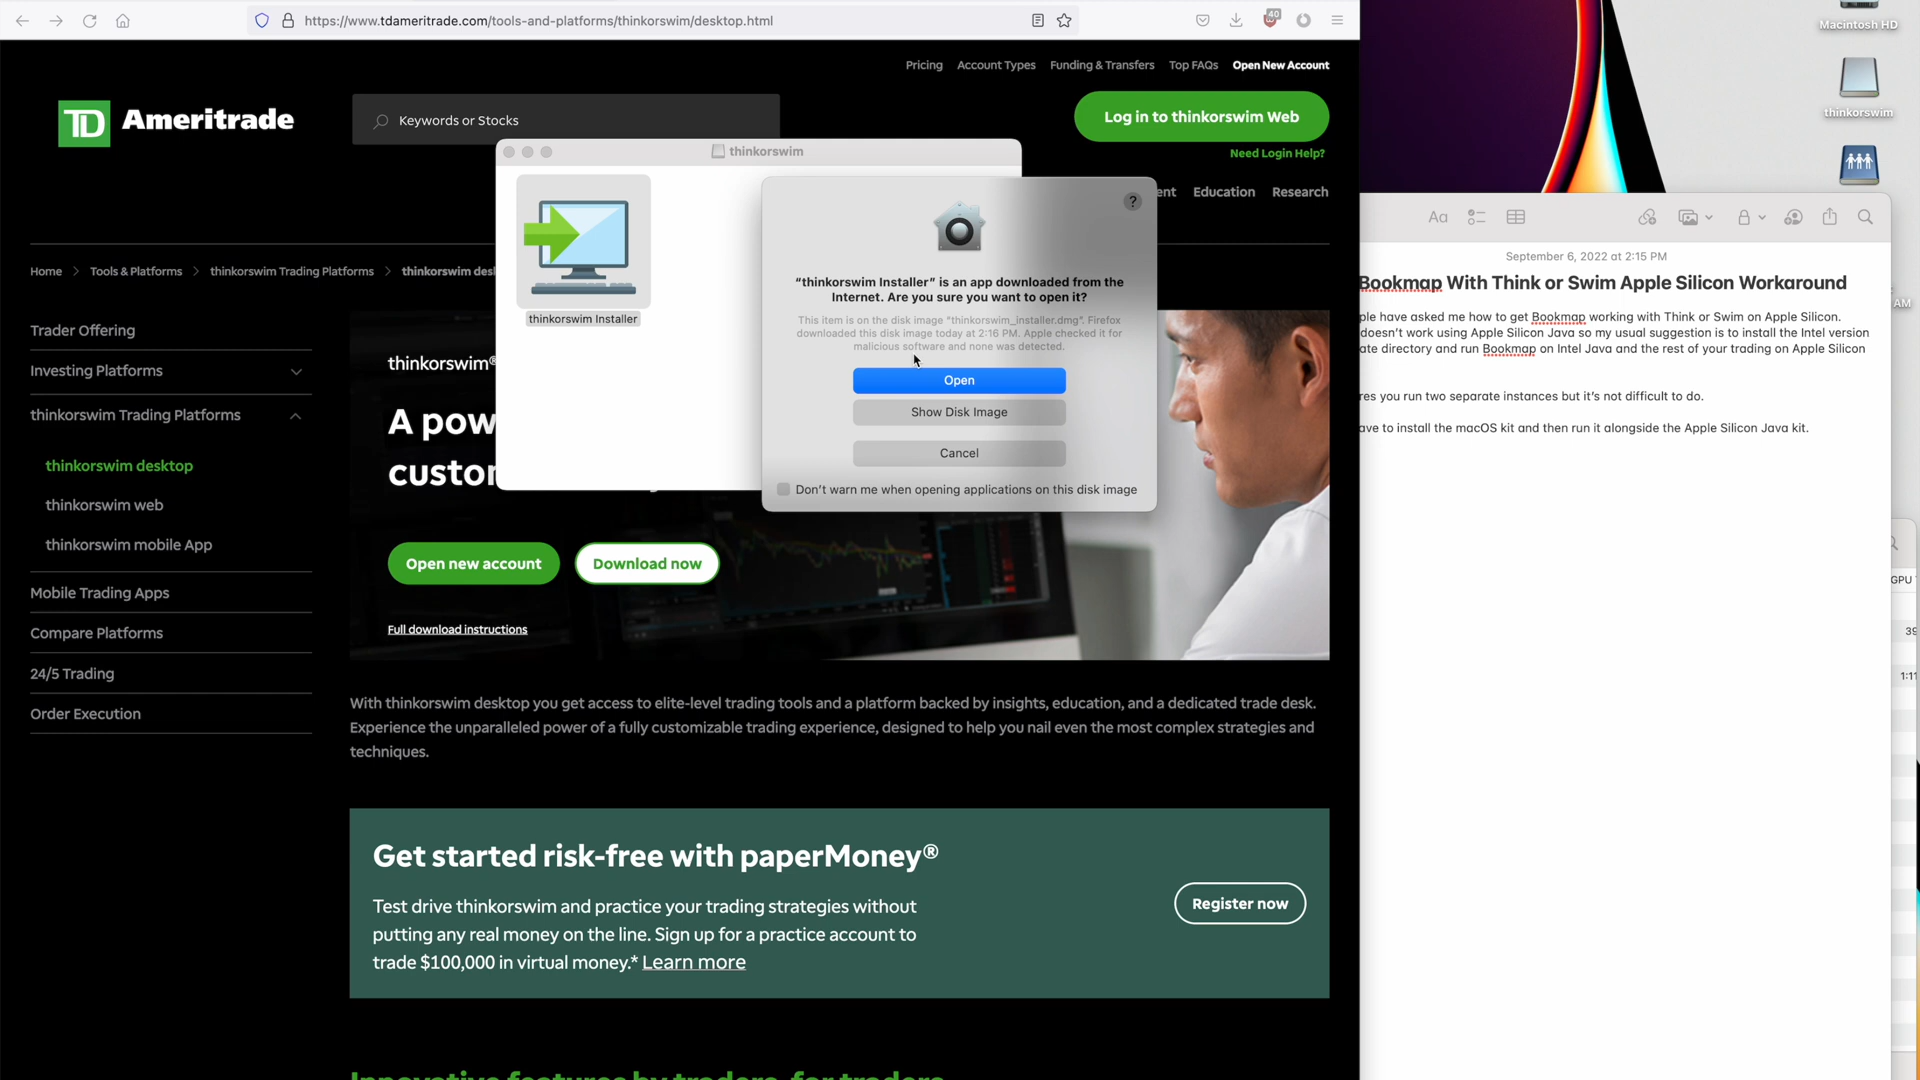 https://www.tdameritrade.com/tools-and-platforms/thinkorswim/desktop.html
40
Macintosh HD
thinkorswim
Pricing
Account Types
Funding & Transfers
Top FAQs
Open New Account
TD Ameritrade
Keywords or Stocks
Log in to thinkorswim Web
Need Login Help?
Education
Research
Home
Tools & Platforms
thinkorswim Trading Platforms
thinkorswim
thinkorswim
thinkorswim Installer
?
“thinkorswim Installer” is an app downloaded from the
Internet. Are you sure you want to open it?
This item is on the disk image “thinkorswim_installer.dmg”. Firefox
downloaded this disk image today at 2:16 PM. Apple checked it for
malicious software and none was detected.
Open
Show Disk Image
Cancel
Don’t warn me when opening applications on this disk image
Trader Offering
Investing Platforms
thinkorswim Trading Platforms
thinkorswim desktop
thinkorswim web
thinkorswim mobile App
Mobile Trading Apps
Compare Platforms
24/5 Trading
Order Execution
thinkorswim®
A pow
custom
Open new account
Download now
Full download instructions
With thinkorswim desktop you get access to elite-level trading tools and a platform backed by insights, education, and a dedicated trade desk.
Experience the unparalleled power of a fully customizable trading experience, designed to help you nail even the most complex strategies and
techniques.
Get started risk-free with paperMoney®
Test drive thinkorswim and practice your trading strategies without
putting any real money on the line. Sign up for a practice account to
trade $100,000 in virtual money.* Learn more
Register now
Innovative features by traders, for traders
Aa
September 6, 2022 at 2:15 PM
Bookmap With Think or Swim Apple Silicon Workaround
ple have asked me how to get Bookmap working with Think or Swim on Apple Silicon.
doesn’t work using Apple Silicon Java so my usual suggestion is to install the Intel version
ate directory and run Bookmap on Intel Java and the rest of your trading on Apple Silicon
res you run two separate instances but it’s not difficult to do.
ave to install the macOS kit and then run it alongside the Apple Silicon Java kit.
AM
GPU
39
1:11